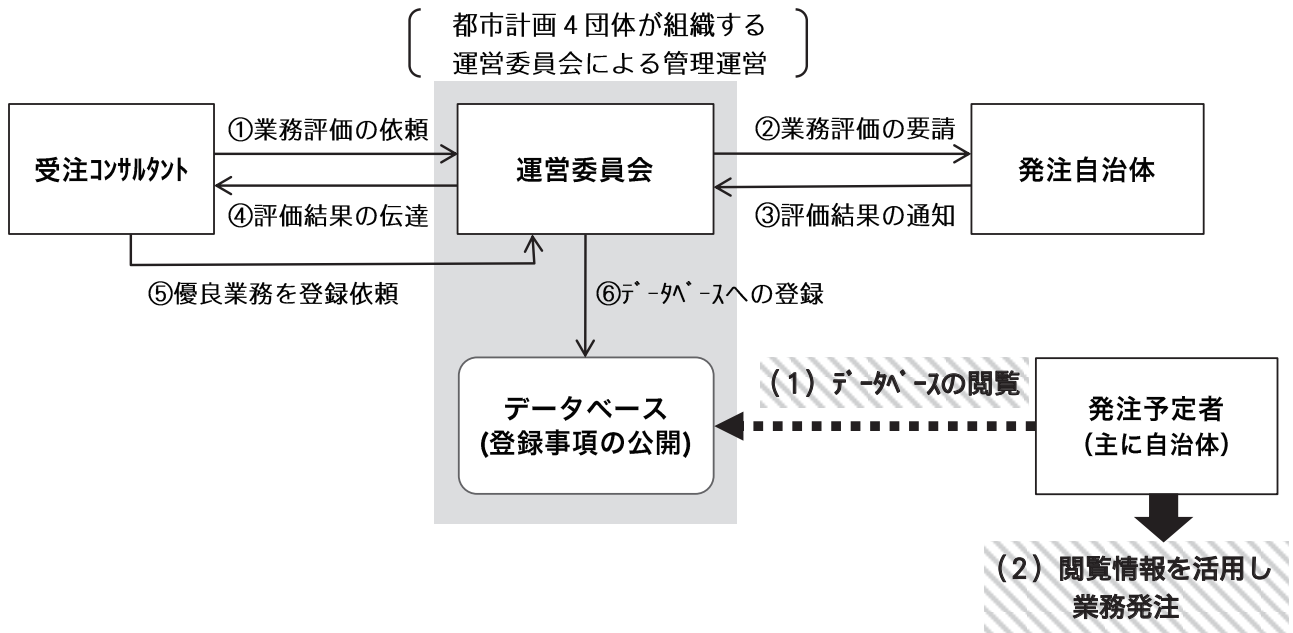 都市計画４団体が組織する
運営委員会による管理運営
受注ｺﾝｻﾙﾀﾝﾄ
①業務評価の依頼
運営委員会
②業務評価の要請
発注自治体
④評価結果の伝達
③評価結果の通知
⑤優良業務を登録依頼
⑥ﾃﾞｰﾀﾍﾞｰｽへの登録
データベース
(登録事項の公開)
（1）ﾃﾞｰﾀﾍﾞｰｽの閲覧
発注予定者
（主に自治体）
（2）閲覧情報を活用し
業務発注